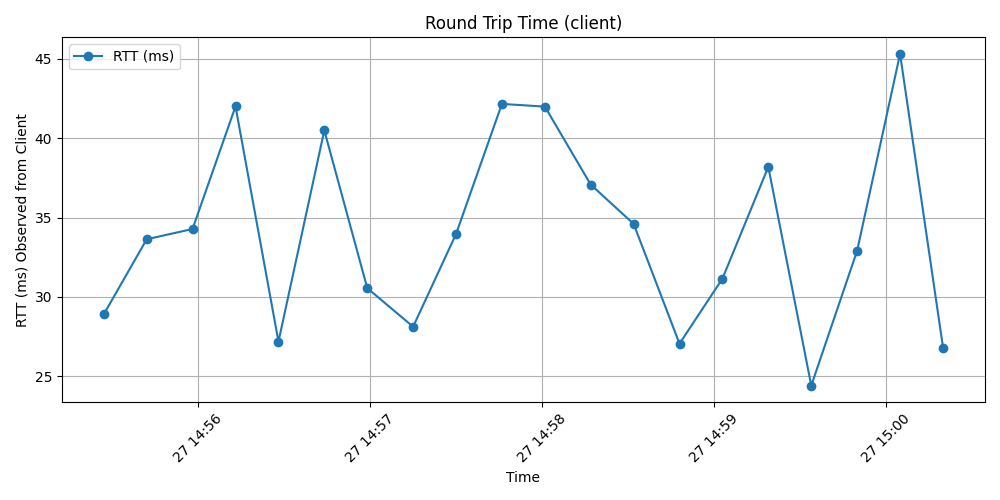 Round Trip Time (client)
RTT (ms)
45
40
35
30
25
RTT (ms) Observed from Client
27 14:56
27 14:57
27 14:58
27 14:59
27 15:00
Time